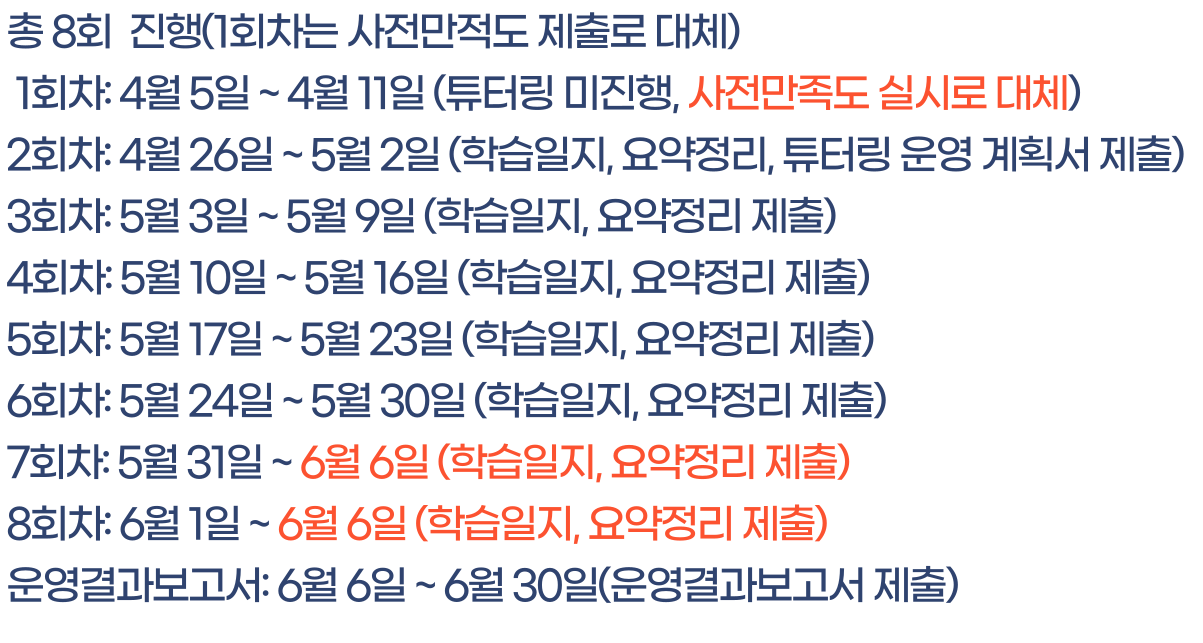 총 8회 진행(1회차는 사전만적도 제출로 대체)
1회차: 4월 5일 ~ 4월 11일 (튜터링 미진행, 사전만족도 실시로 대체)
2회차: 4월 26일 ~ 5월 2일 (학습일지, 요약정리, 튜터링 운영 계획서 제출)
3회차: 5월 3일 ~ 5월 9일 (학습일지, 요약정리 제출)
4회차: 5월 10일 ~ 5월 16일 (학습일지, 요약정리 제출)
5회차: 5월 17일 ~ 5월 23일 (학습일지, 요약정리 제출)
6회차: 5월 24일 ~ 5월 30일 (학습일지, 요약정리 제출)
7회차: 5월 31일 ~ 6월 6일 (학습일지, 요약정리 제출)
8회차: 6월 1일 ~ 6월 6일 (학습일지, 요약정리 제출)
운영결과보고서: 6월 6일 ~ 6월 30일(운영결과보고서 제출)